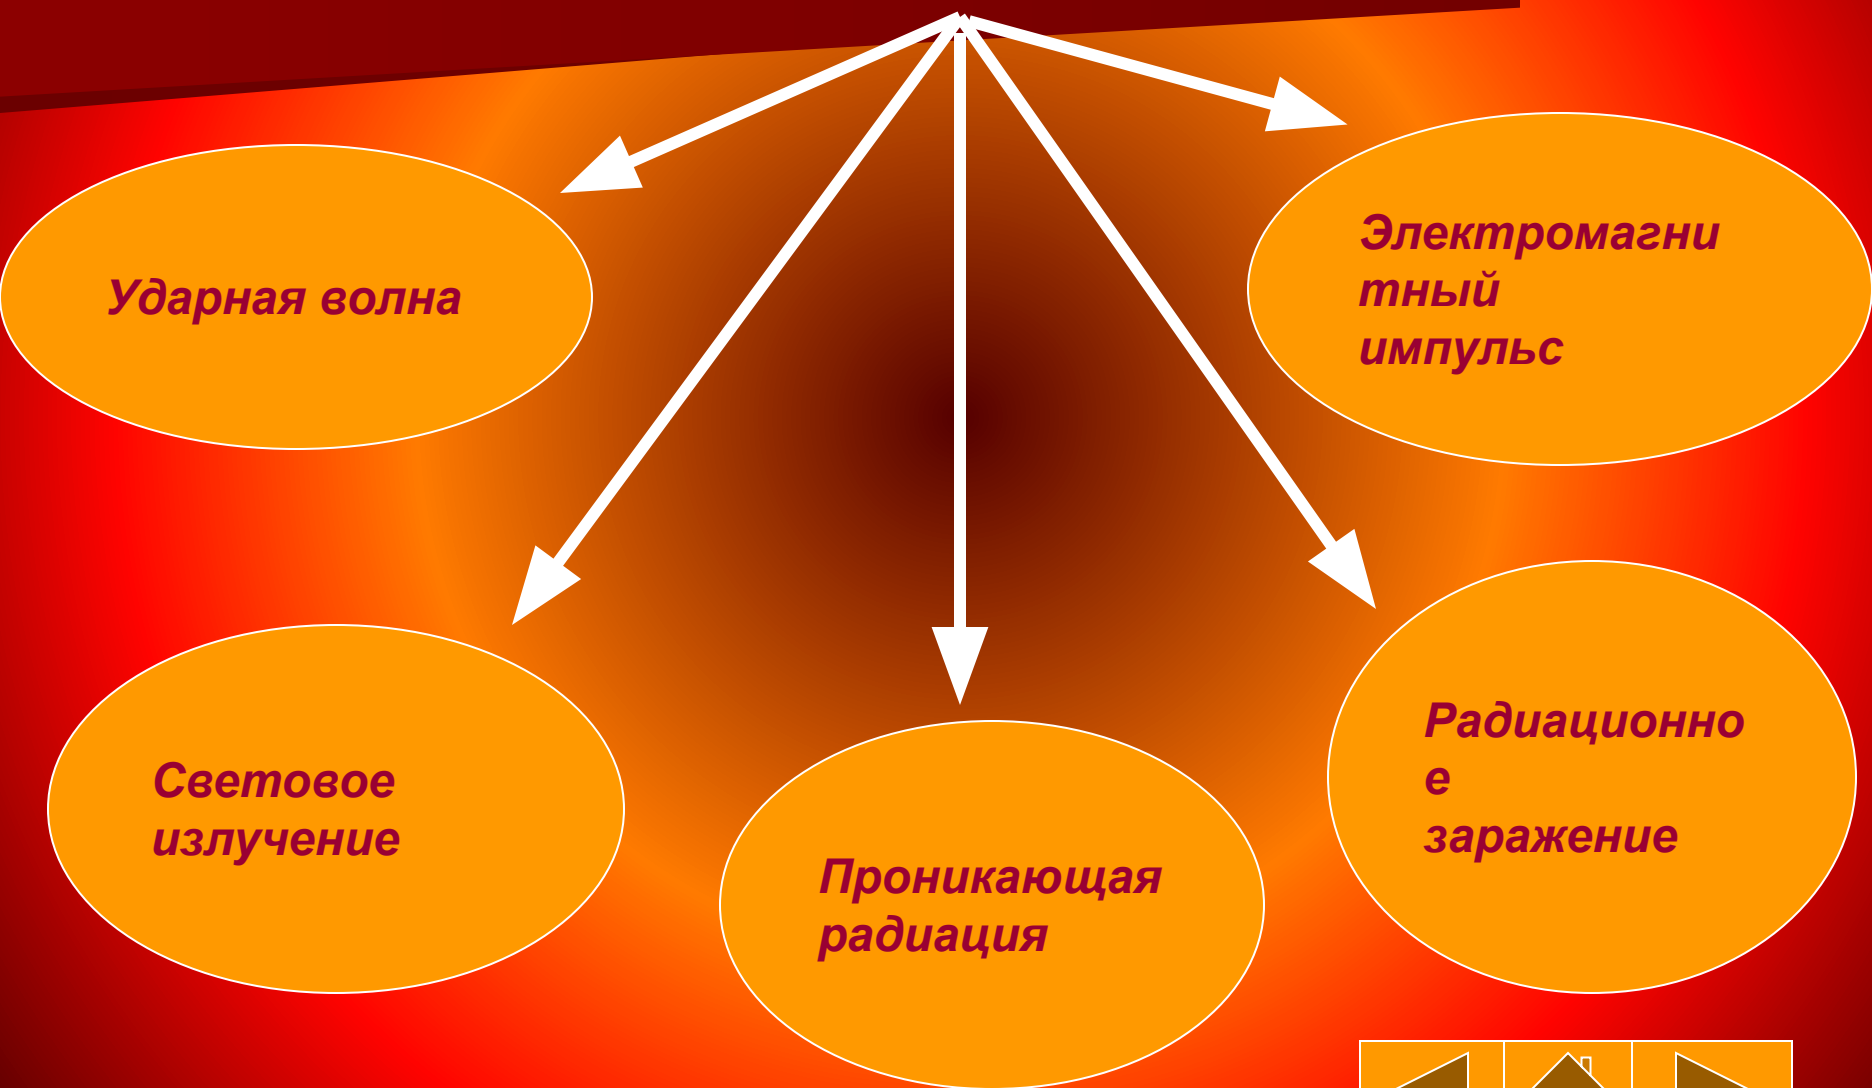 Ударная волна
Электромагни
тный
импульс
Световое
излучение
Проникающая
радиация
Радиационно
е
заражение